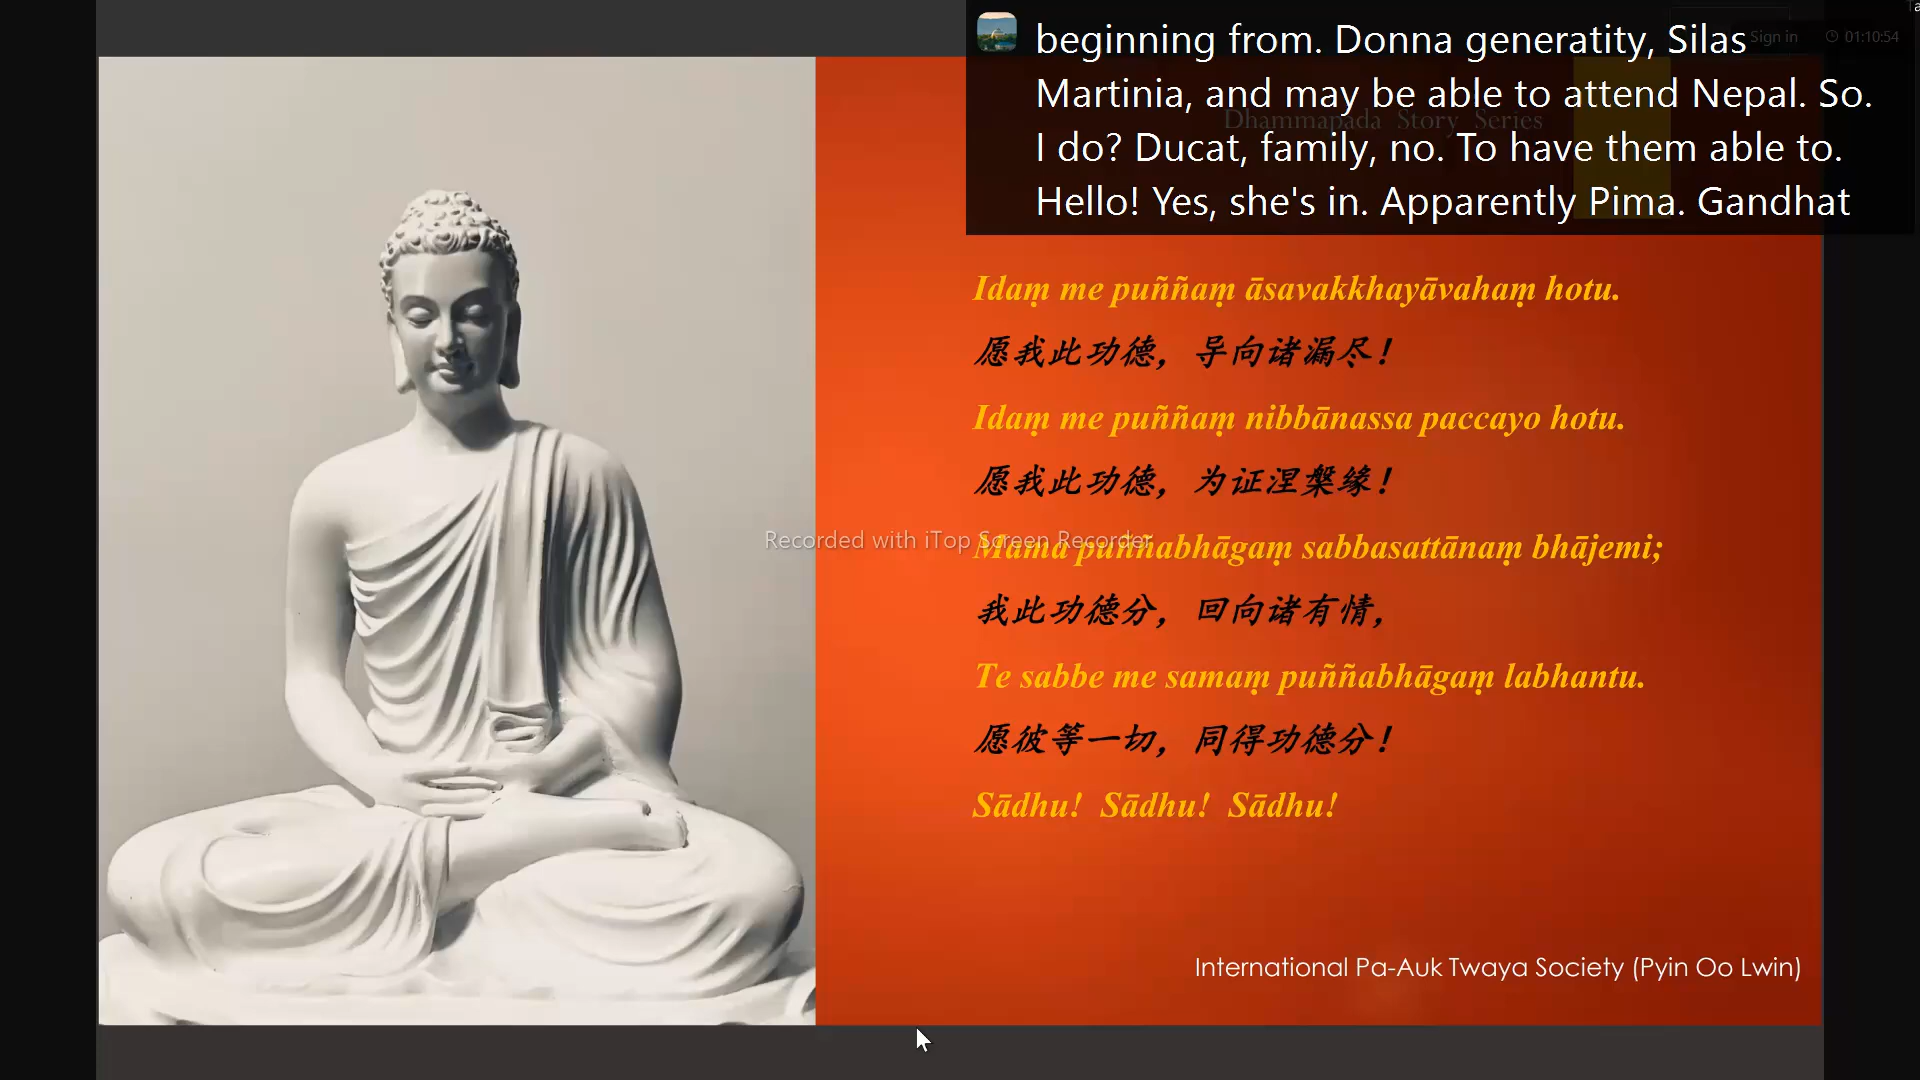 beginning from. Donna generatity, Silas
Sign in
01:10:54
Martinia, and may be able to attend Nepal. So.
Dhammapada Story Series
I do? Ducat, family, no. To have them able to.
Hello! Yes, she's in. Apparently Pima. Gandhat
Idaṃ me puññaṃ āsavakkhayāvahaṃ hotu.
愿我此功德，导向诸漏尽！
Idaṃ me puññaṃ nibbānassa paccayo hotu.
愿我此功德，为证涅槃缘！
Recorded with iTop Screen Recorder
Mama puññabhāgaṃ sabbasattānaṃ bhājemi;
我此功德分，回向诸有情，
Te sabbe me samaṃ puññabhāgaṃ labhantu.
愿彼等一切，同得功德分！
Sādhu! Sādhu! Sādhu!
International Pa-Auk Twaya Society (Pyin Oo Lwin)